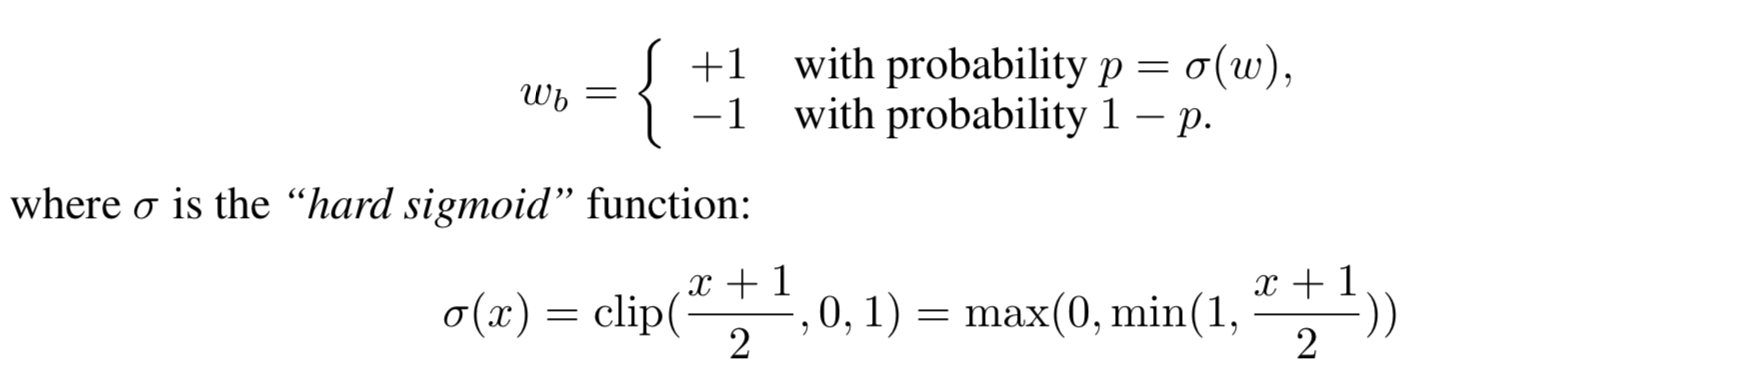 w_b = { +1 with probability p = σ(w),
−1 with probability 1 − p.
where σ is the “hard sigmoid” function:
σ(x) = clip((x + 1)/2, 0, 1) = max(0, min(1, (x + 1)/2))